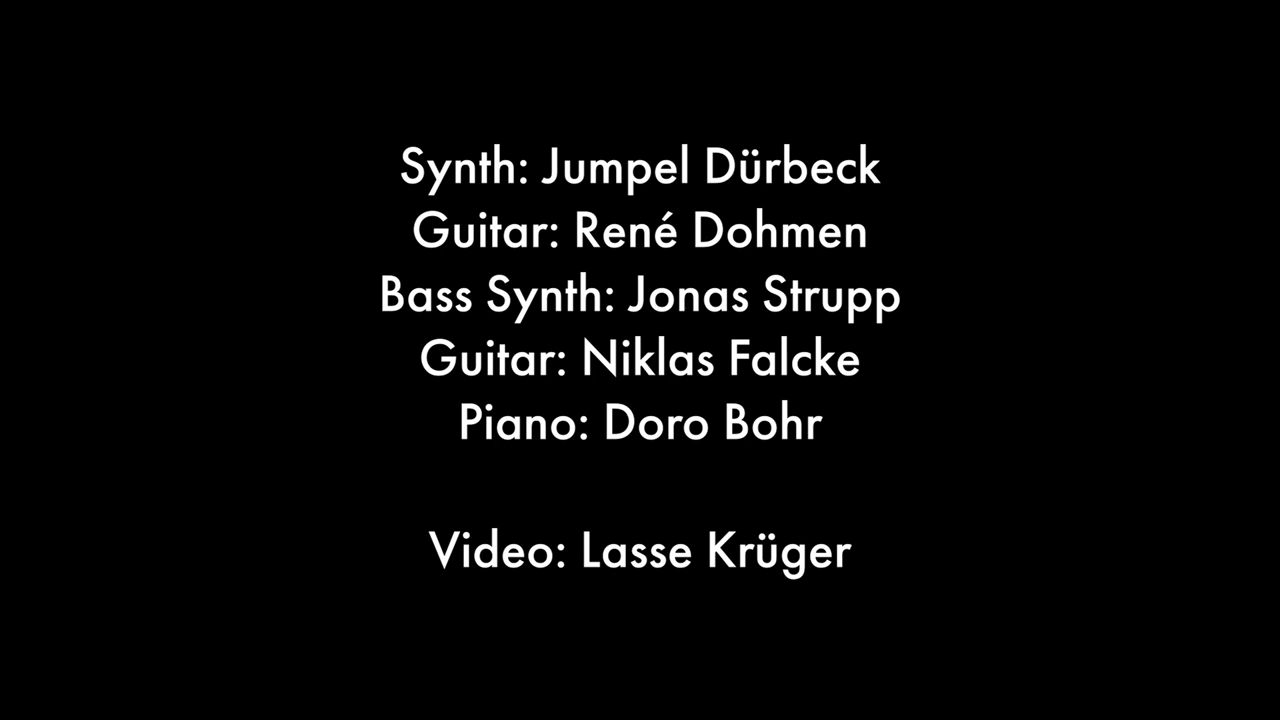 Synth: Jumpel Dürbeck
Guitar: René Dohmen
Bass Synth: Jonas Strupp
Guitar: Niklas Falcke
Piano: Doro Bohr
Video: Lasse Krüger